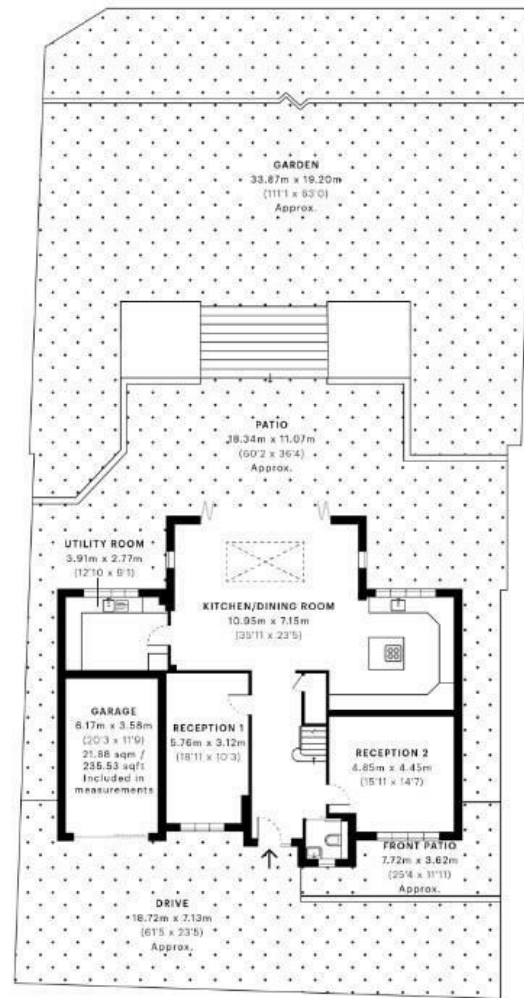 GARDEN
33.87m x 19.20m
(111'1 x 63'0)
Approx.
PATIO
18.34m x 11.07m
(60'2 x 36'4)
Approx.
UTILITY ROOM
3.91m x 2.77m
(12'10 x 9'1)
KITCHEN/DINING ROOM
10.95m x 7.15m
(35'11 x 23'5)
GARAGE
6.17m x 3.58m
(20'3 x 11'9)
21.88 sqm /
235.53 sqft
Included in
measurements
RECEPTION 1
5.76m x 3.12m
(18'11 x 10'3)
RECEPTION 2
4.85m x 4.45m
(15'11 x 14'7)
FRONT PATIO
7.72m x 3.62m
(25'4 x 11'11)
Approx.
DRIVE
18.72m x 7.13m
(61'5 x 23'5)
Approx.